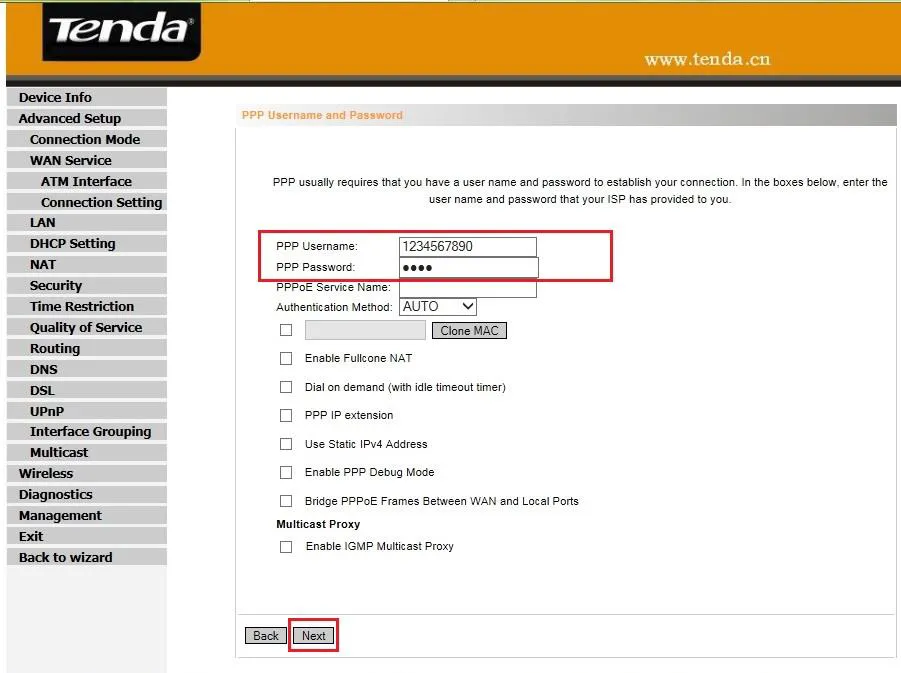 Tenda®
www.tenda.cn
Device Info
Advanced Setup
Connection Mode
WAN Service
ATM Interface
Connection Setting
LAN
DHCP Setting
NAT
Security
Time Restriction
Quality of Service
Routing
DNS
DSL
UPnP
Interface Grouping
Multicast
Wireless
Diagnostics
Management
Exit
Back to wizard
PPP Username and Password
PPP usually requires that you have a user name and password to establish your connection. In the boxes below, enter the
user name and password that your ISP has provided to you.
PPP Username: 1234567890
PPP Password: ●●●●
PPPoE Service Name:
Authentication Method: AUTO
Clone MAC
Enable Fullcone NAT
Dial on demand (with idle timeout timer)
PPP IP extension
Use Static IPv4 Address
Enable PPP Debug Mode
Bridge PPPoE Frames Between WAN and Local Ports
Multicast Proxy
Enable IGMP Multicast Proxy
Back Next